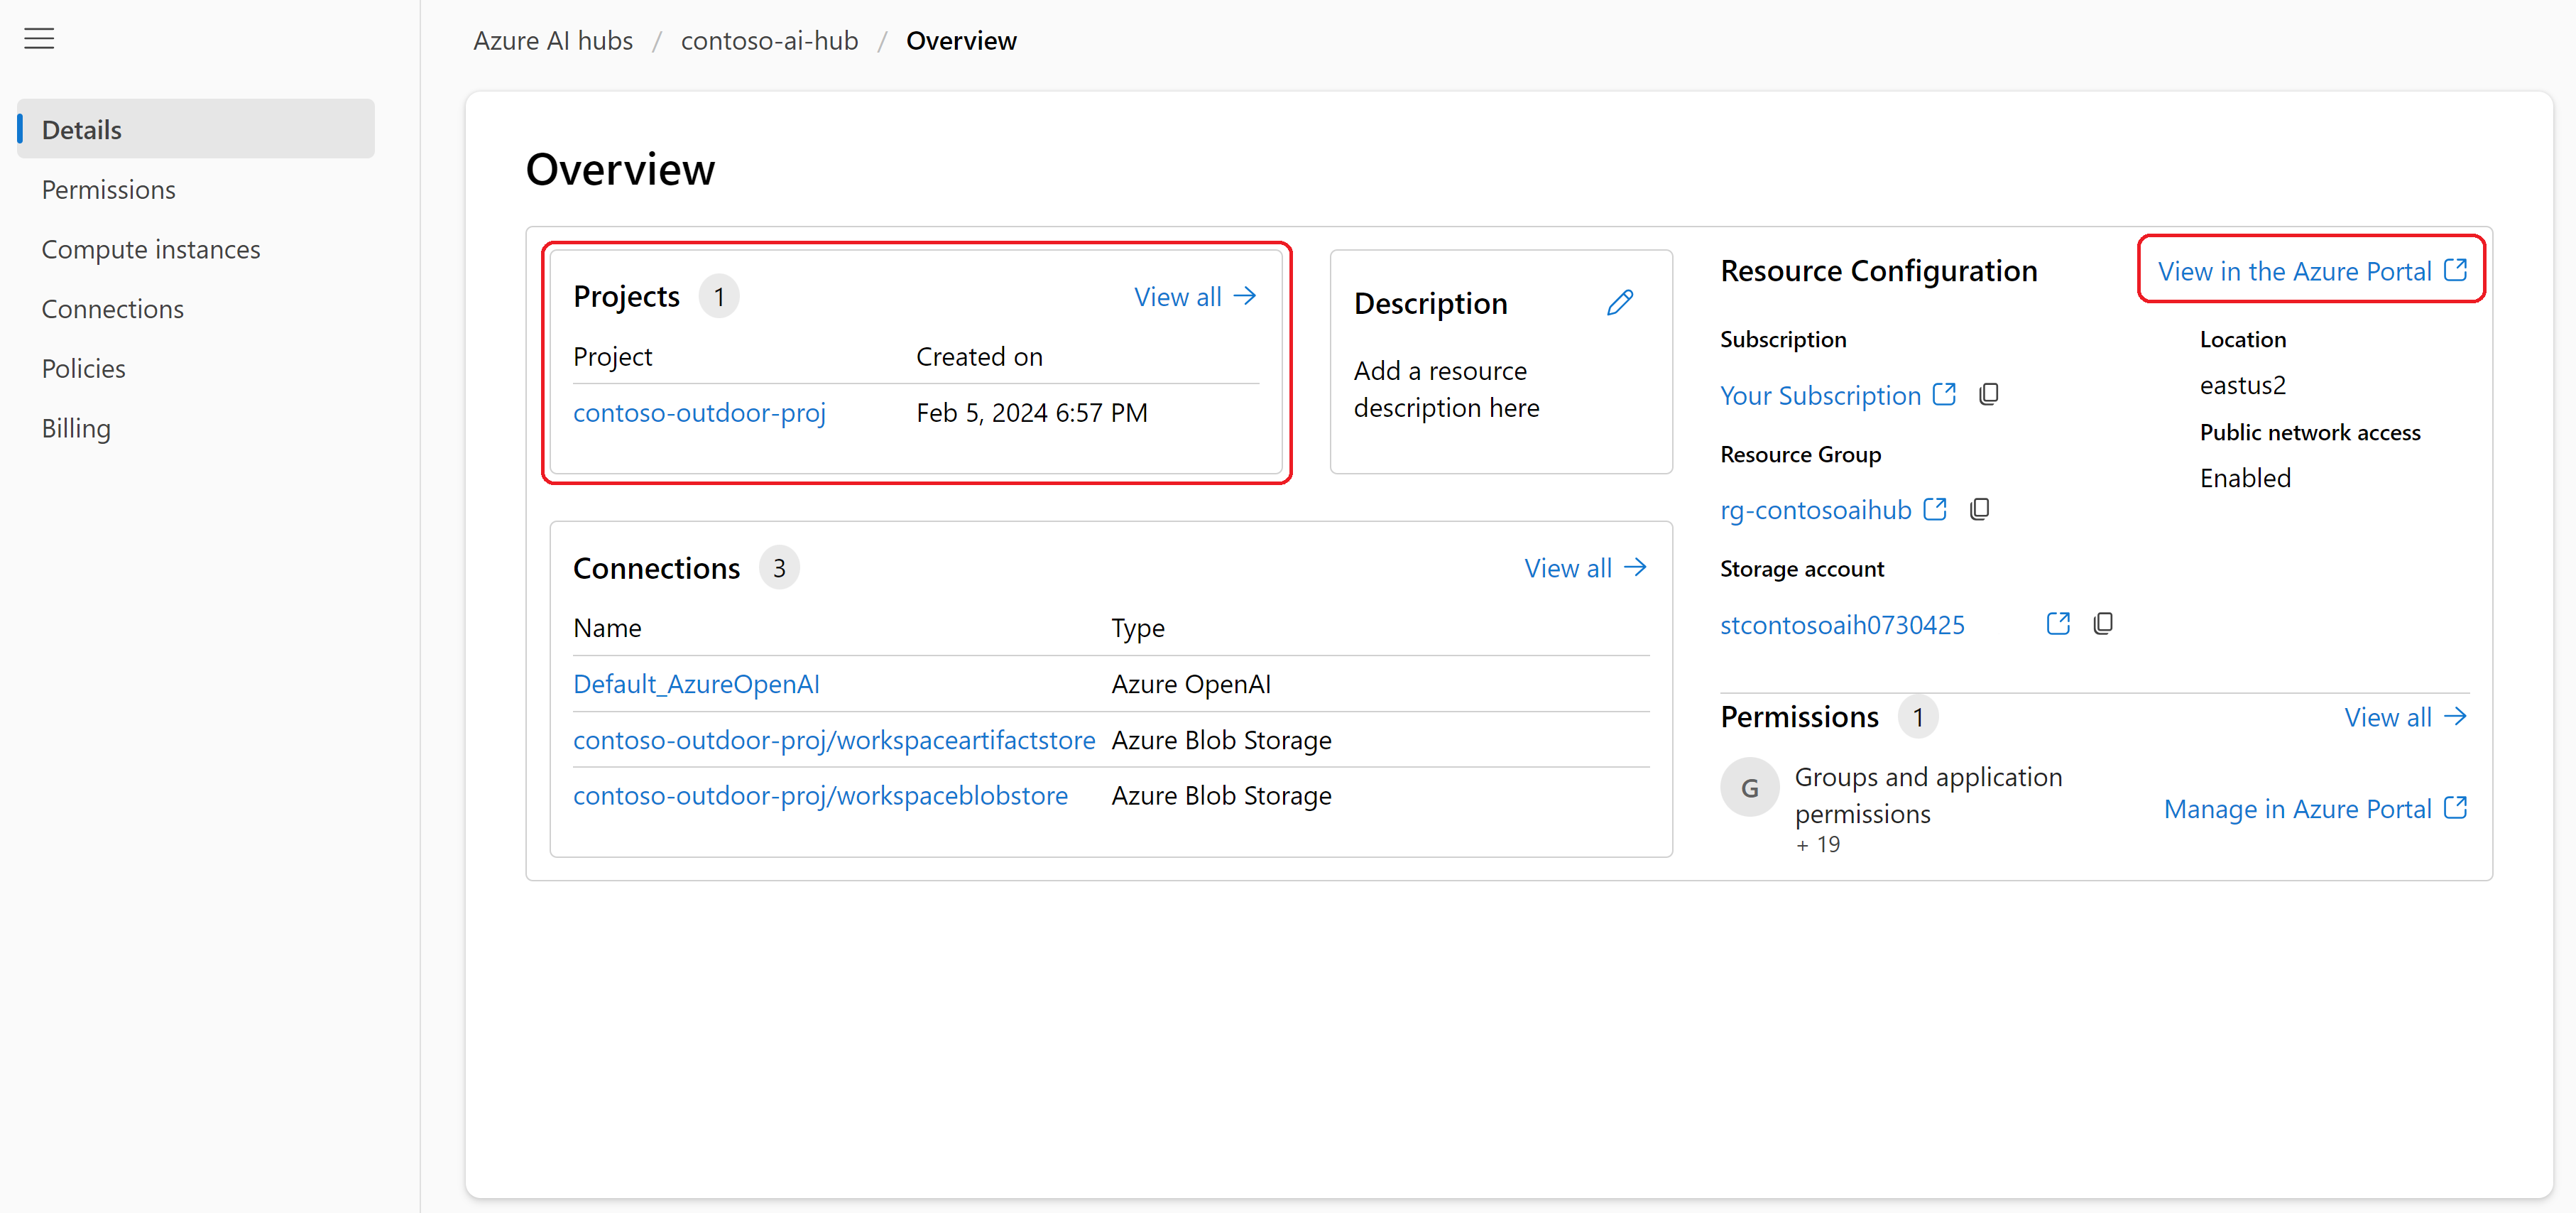 Azure AI hubs / contoso-ai-hub / Overview
Details
Permissions
Compute instances
Connections
Policies
Billing
Overview
Projects 1 View all
Project Created on
contoso-outdoor-proj Feb 5, 2024 6:57 PM
Description
Add a resource
description here
Connections 3 View all
Name Type
Default_AzureOpenAI Azure OpenAI
contoso-outdoor-proj/workspaceartifactstore Azure Blob Storage
contoso-outdoor-proj/workspaceblobstore Azure Blob Storage
Resource Configuration View in the Azure Portal
Subscription
Your Subscription
Resource Group
rg-contosoaihub
Storage account
stcontosoaih0730425
Location
eastus2
Public network access
Enabled
Permissions 1 View all
G Groups and application
permissions
+ 19
Manage in Azure Portal